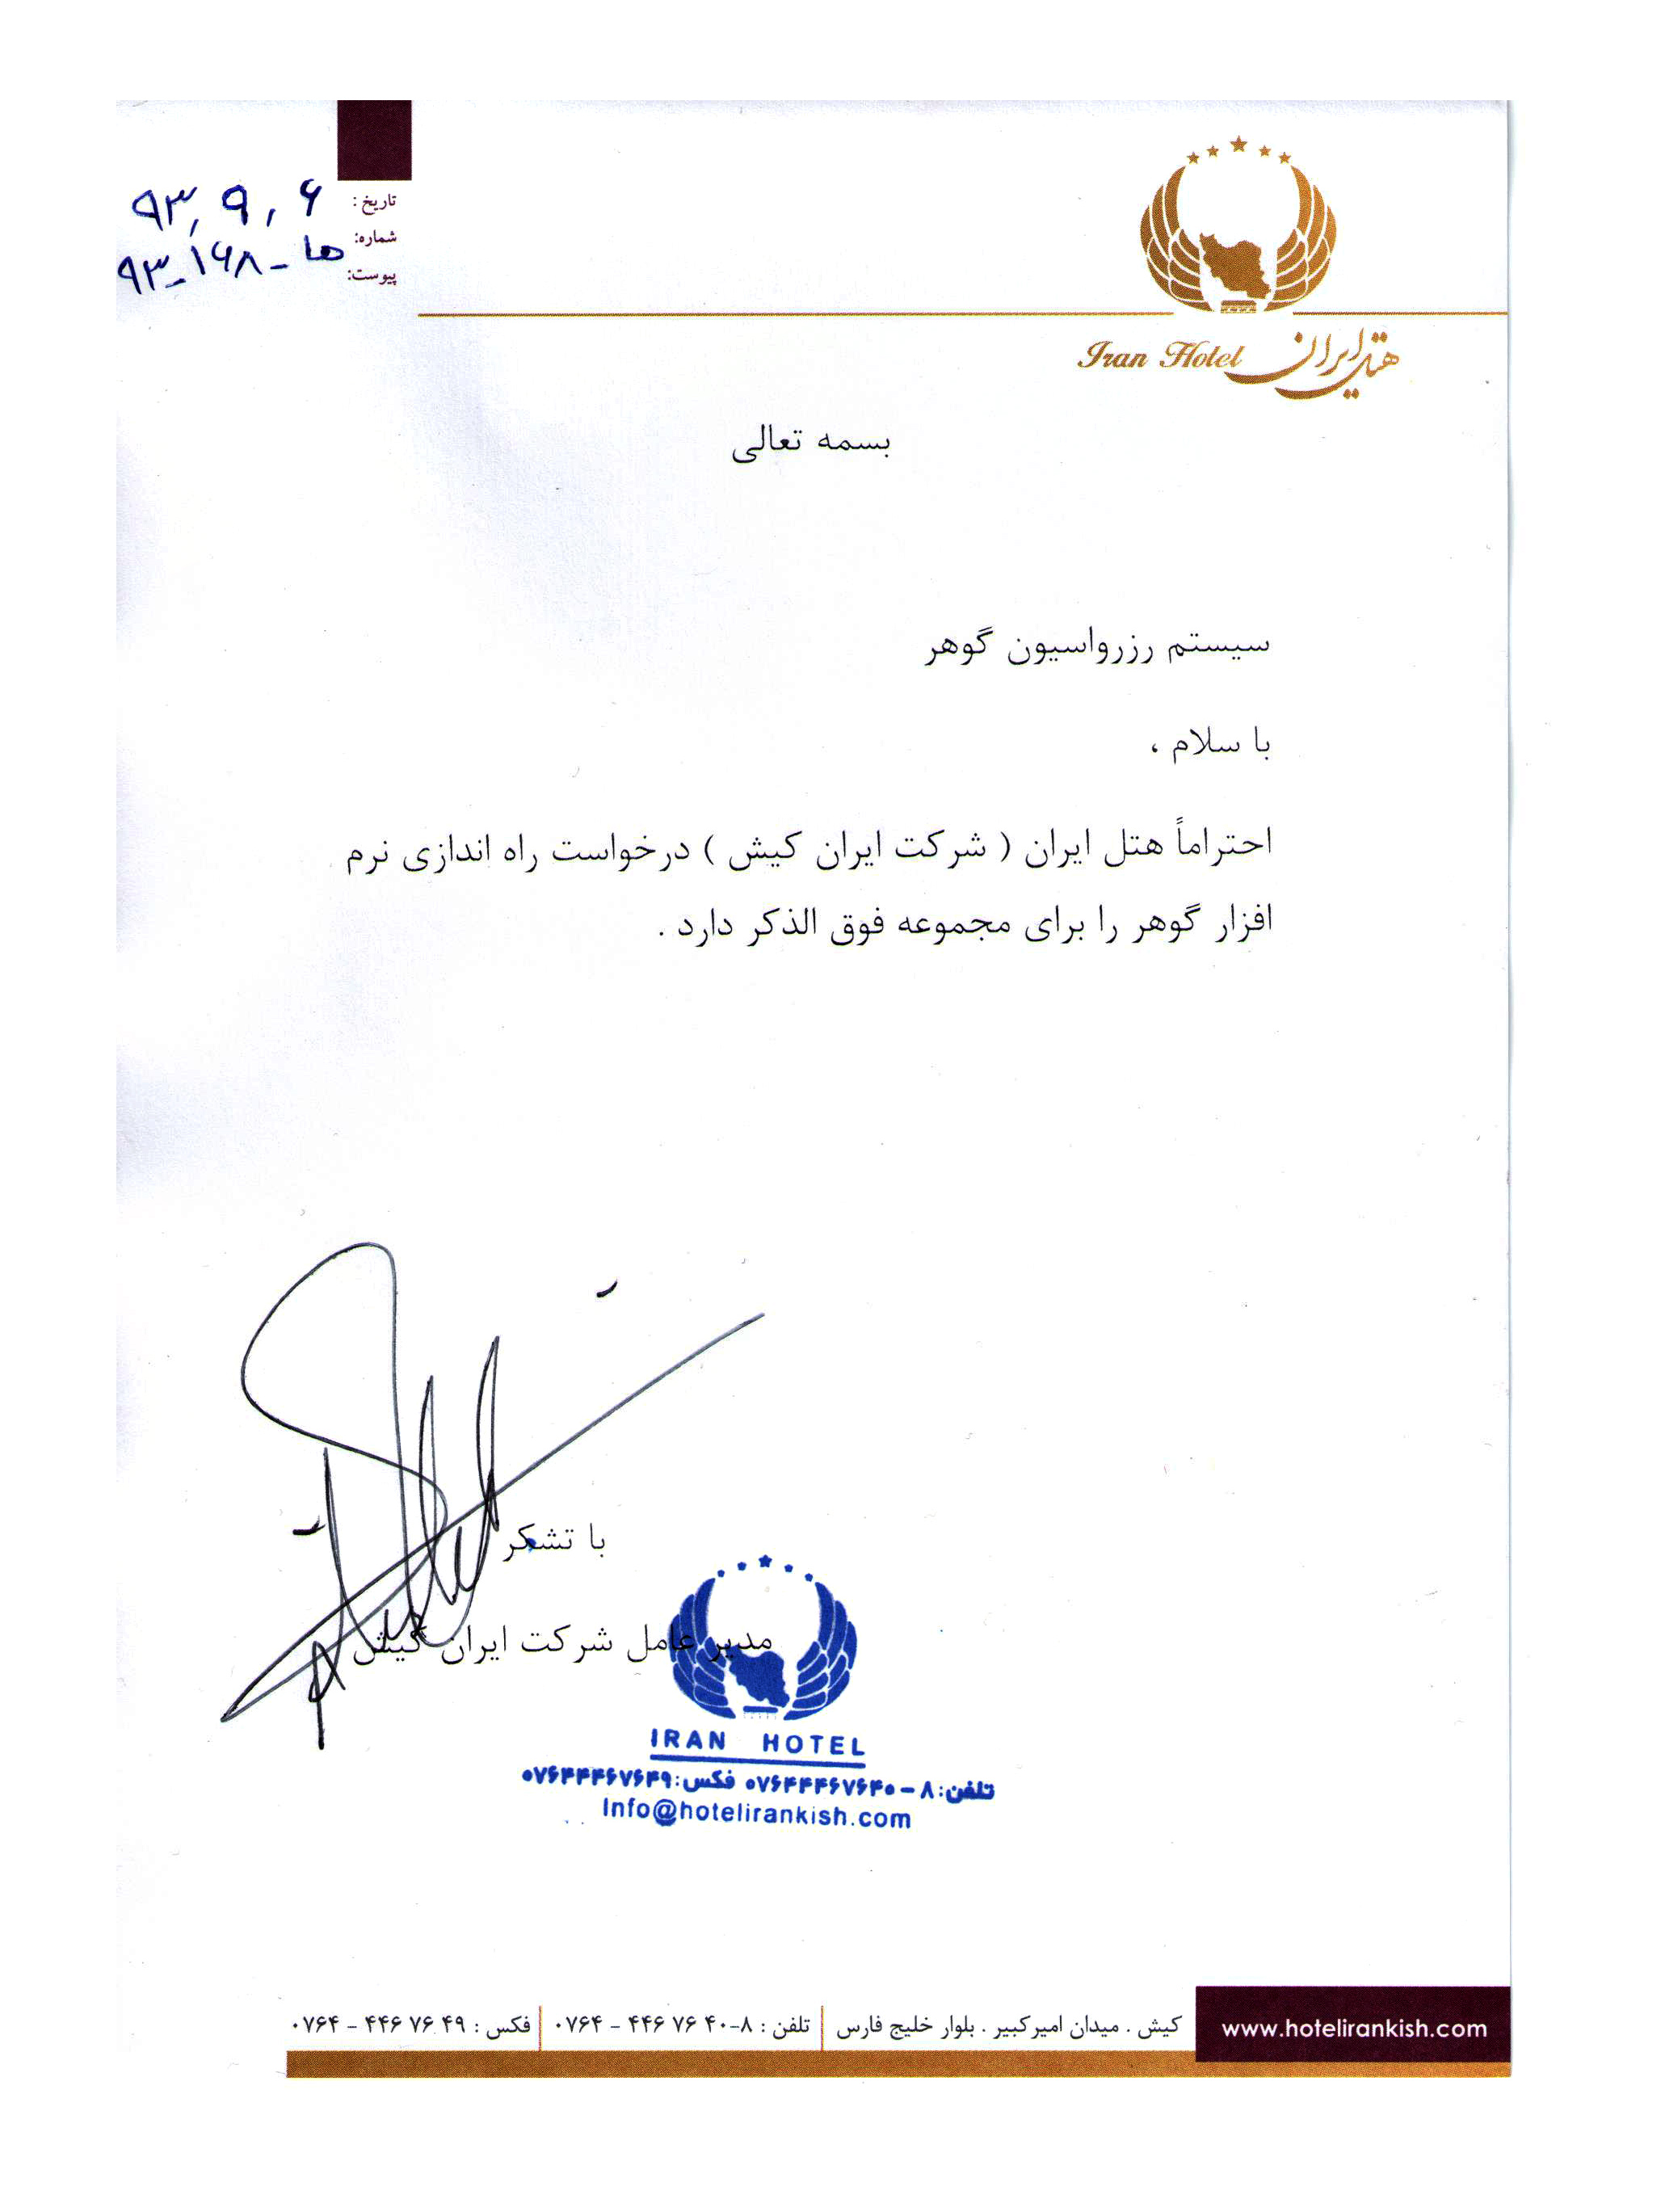 تاریخ : ۹۳٫۹٫۶
شماره: ها-۱۶۸-۹۳
پیوست:
Iran Hotel هتل ایران
بسمه تعالی
سیستم رزرواسیون گوهر
با سلام ،
احتراماً هتل ایران ( شرکت ایران کیش ) درخواست راه اندازی نرم
افزار گوهر را برای مجموعه فوق الذکر دارد .
با تشکر
مدیر عامل شرکت ایران کیش
IRAN HOTEL
تلفن: ۸ - ۰۷۶۴۴۴۶۷۶۴۰ فکس: ۰۷۶۴۴۴۶۷۶۴۹
Info@hotelirankish.com
www.hotelirankish.com
کیش . میدان امیرکبیر . بلوار خلیج فارس | تلفن : ۸-۴۰ ۷۶ ۴۴۶ - ۰۷۶۴ | فکس : ۴۹ ۷۶ ۴۴۶ - ۰۷۶۴